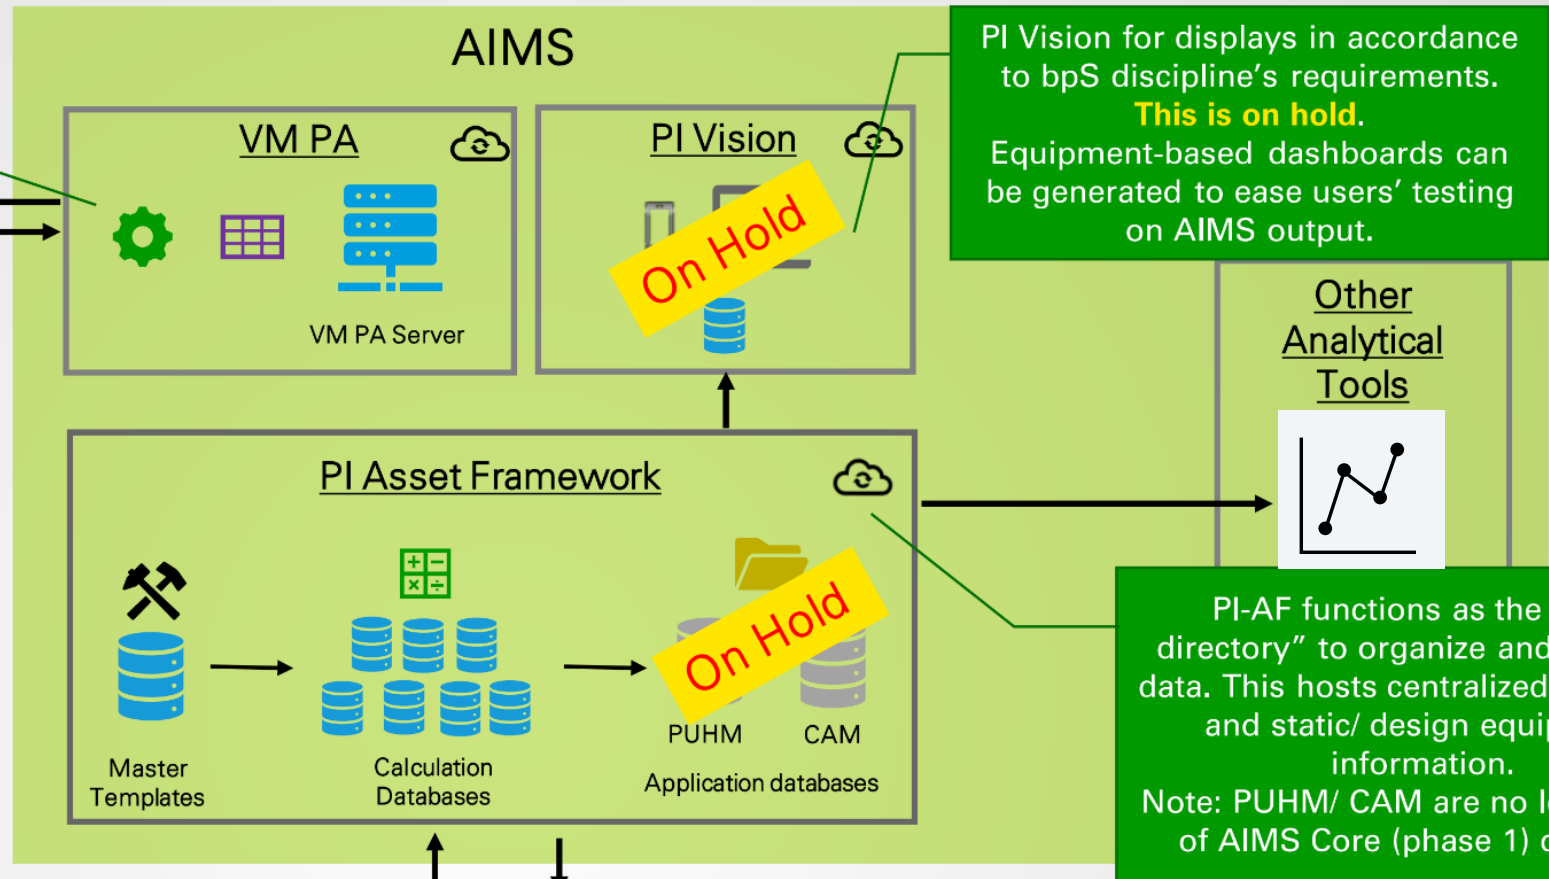 AIMS
VM PA
VM PA Server
PI Vision
On Hold
PI Vision for displays in accordance
to bpS discipline's requirements.
This is on hold.
Equipment-based dashboards can
be generated to ease users' testing
on AIMS output.
Other
Analytical
Tools
PI Asset Framework
Master
Templates
+ −
× ÷
Calculation
Databases
On Hold
PUHM
CAM
Application databases
PI-AF functions as the
directory” to organize and
data. This hosts centralized
and static/ design
information.
Note: PUHM/ CAM are no
of AIMS Core (phase 1)